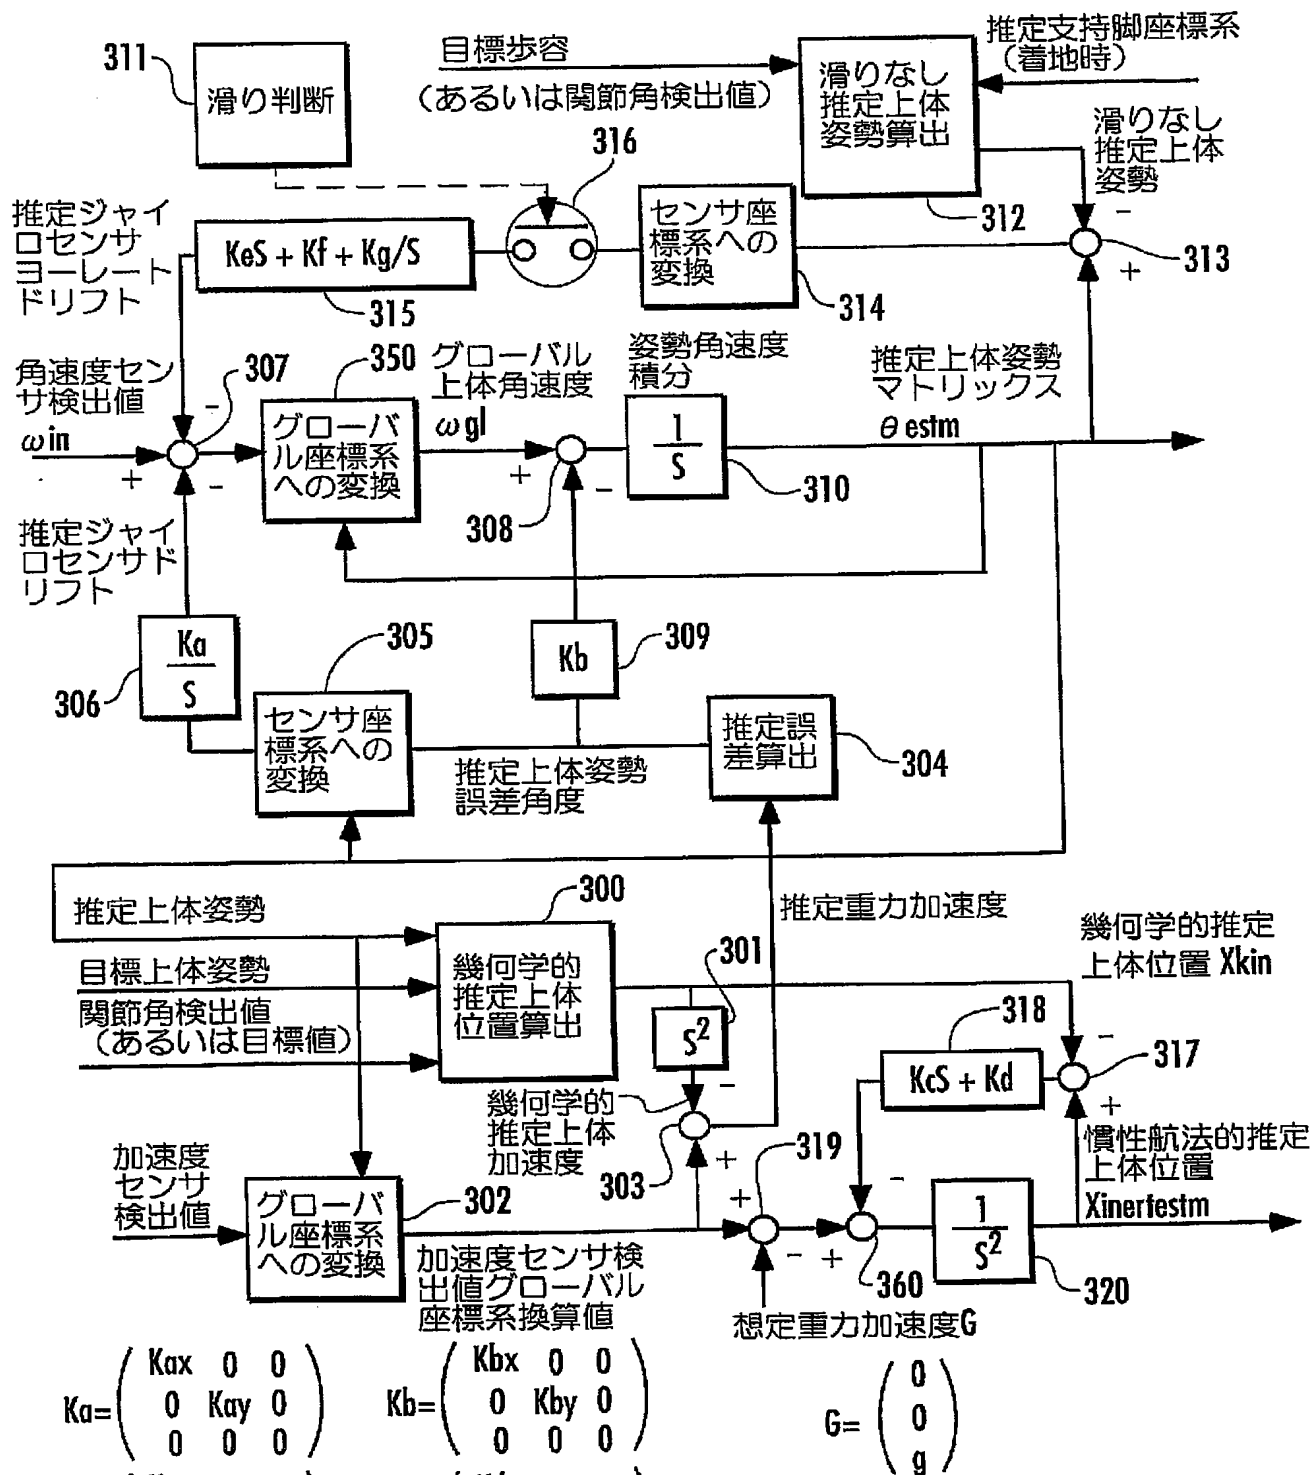 311
滑り判断
目標歩容
（あるいは関節角検出値）
316
滑りなし
推定上体
姿勢算出
推定支持脚座標系
（着地時）
滑りなし
推定上体
姿勢
312
推定ジャイ
ロセンサ
ヨーレート
ドリフト
KeS + Kf + Kg/S
315
センサ座
標系への
変換
314
－
＋
313
角速度セン
サ検出値
ωin
－
307
＋
－
350
グローバ
ル座標系
への変換
グローバル
上体角速度
ωgl
＋
－
308
姿勢角速度
積分
1
S
310
推定上体姿勢
マトリックス
θestm
推定ジャイ
ロセンサド
リフト
Ka
S
306
305
センサ座
標系への
変換
Kb
309
推定上体姿勢
誤差角度
推定誤
差算出
304
推定上体姿勢
300
目標上体姿勢
関節角検出値
（あるいは目標値）
幾何学的
推定上体
位置算出
推定重力加速度
301
S2
－
幾何学的
推定上体
加速度
303
＋
幾何学的推定
上体位置 Xkin
318
KcS + Kd
－
317
＋
慣性航法的推定
上体位置
Xinertestm
加速度
センサ
検出値
グローバ
ル座標系
への変換
302
加速度センサ検
出値グローバル
座標系換算値
319
＋
－
＋
－
360
1
S2
320
想定重力加速度G
Ka=
Kax 0 0
0 Kay 0
0 0 0
Kb=
Kbx 0 0
0 Kby 0
0 0 0
G=
0
0
g